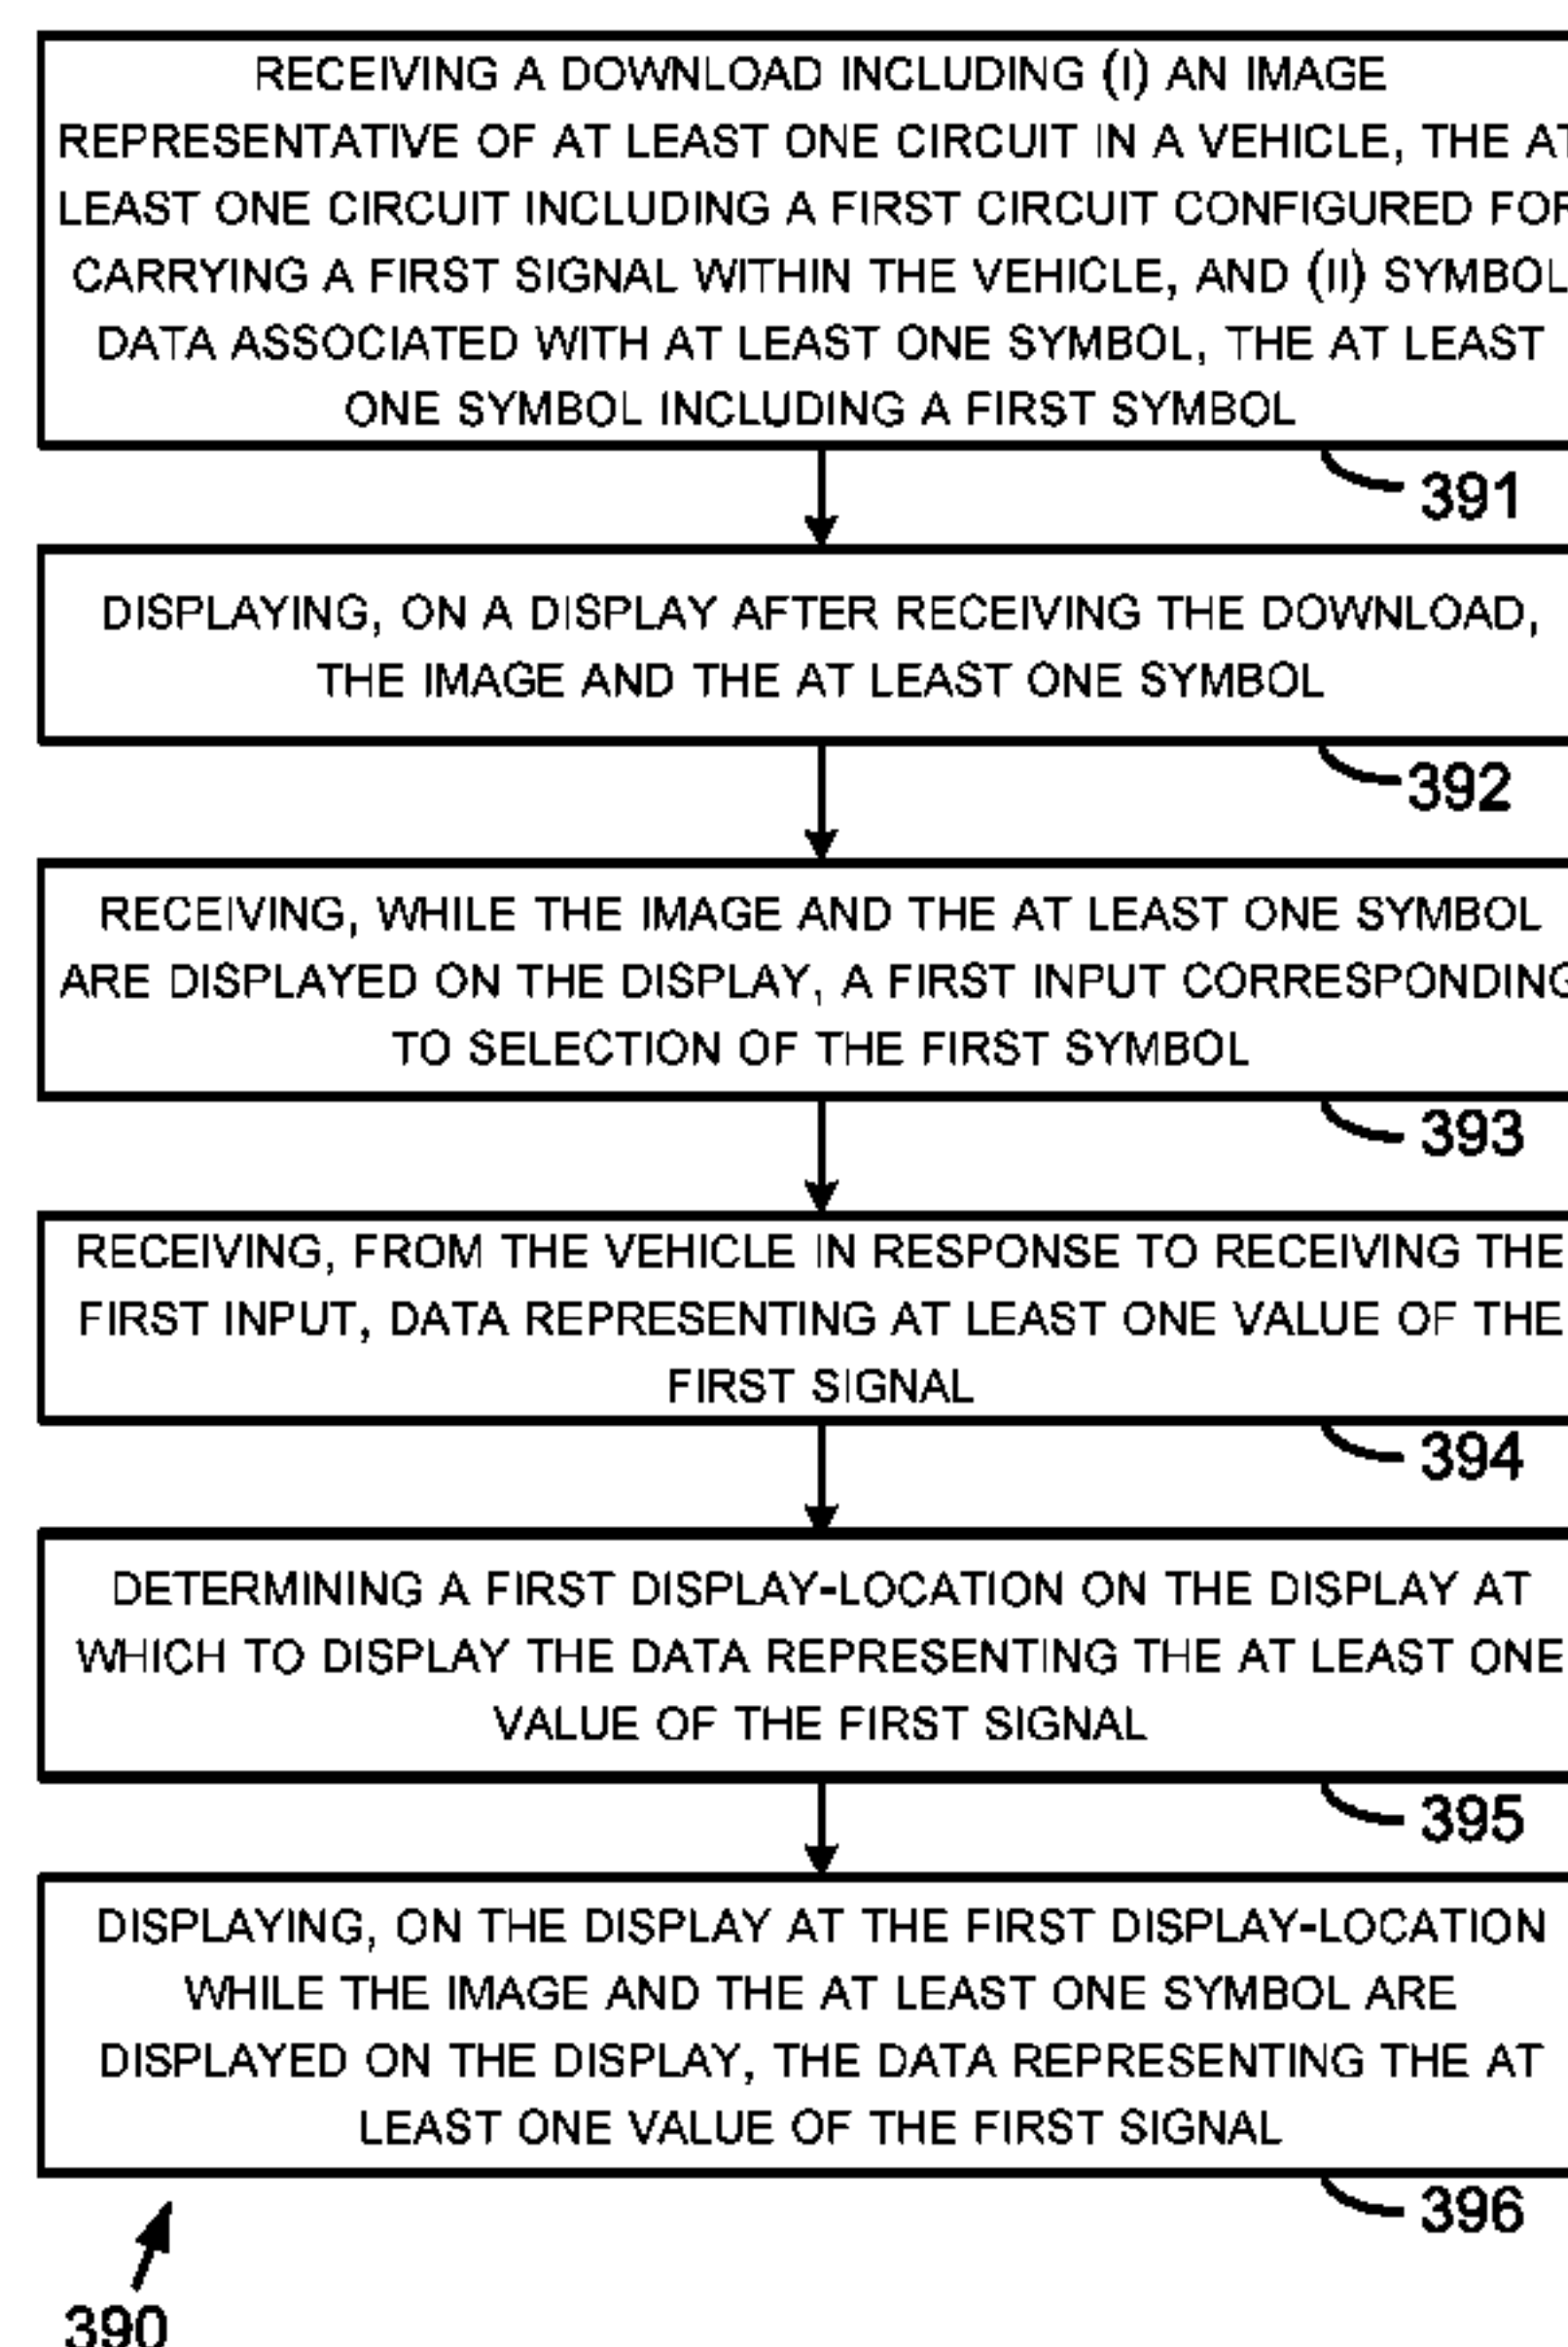 RECEIVING A DOWNLOAD INCLUDING (I) AN IMAGE
REPRESENTATIVE OF AT LEAST ONE CIRCUIT IN A VEHICLE, THE AT
LEAST ONE CIRCUIT INCLUDING A FIRST CIRCUIT CONFIGURED FOR
CARRYING A FIRST SIGNAL WITHIN THE VEHICLE, AND (II) SYMBOL
DATA ASSOCIATED WITH AT LEAST ONE SYMBOL, THE AT LEAST
ONE SYMBOL INCLUDING A FIRST SYMBOL
391
DISPLAYING, ON A DISPLAY AFTER RECEIVING THE DOWNLOAD,
THE IMAGE AND THE AT LEAST ONE SYMBOL
392
RECEIVING, WHILE THE IMAGE AND THE AT LEAST ONE SYMBOL
ARE DISPLAYED ON THE DISPLAY, A FIRST INPUT CORRESPONDING
TO SELECTION OF THE FIRST SYMBOL
393
RECEIVING, FROM THE VEHICLE IN RESPONSE TO RECEIVING THE
FIRST INPUT, DATA REPRESENTING AT LEAST ONE VALUE OF THE
FIRST SIGNAL
394
DETERMINING A FIRST DISPLAY-LOCATION ON THE DISPLAY AT
WHICH TO DISPLAY THE DATA REPRESENTING THE AT LEAST ONE
VALUE OF THE FIRST SIGNAL
395
DISPLAYING, ON THE DISPLAY AT THE FIRST DISPLAY-LOCATION
WHILE THE IMAGE AND THE AT LEAST ONE SYMBOL ARE
DISPLAYED ON THE DISPLAY, THE DATA REPRESENTING THE AT
LEAST ONE VALUE OF THE FIRST SIGNAL
396
390